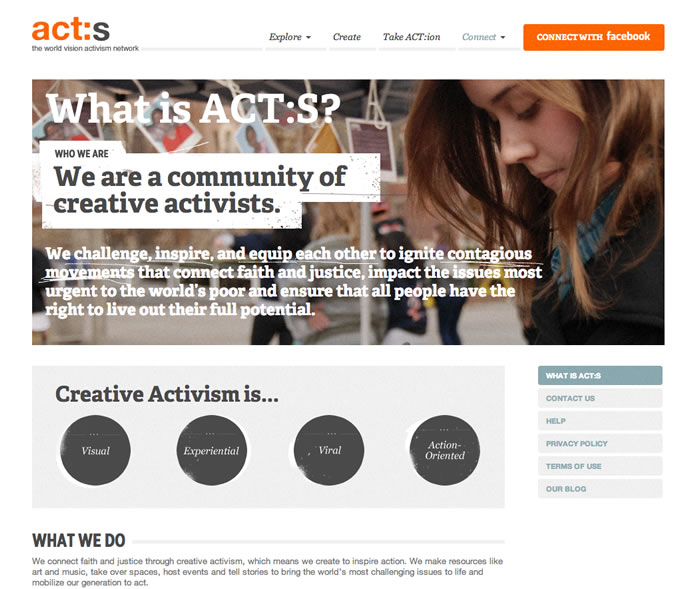 act:s
the world vision activism network
Explore
Create
Take ACT:ion
Connect
CONNECT WITH facebook
What is ACT:S?
WHO WE ARE
We are a community of
creative activists.
We challenge, inspire, and equip each other to ignite contagious
movements that connect faith and justice, impact the issues most
urgent to the world's poor and ensure that all people have the
right to live out their full potential.
Creative Activism is...
Visual
Experiential
Viral
Action-
Oriented
WHAT IS ACT:S
CONTACT US
HELP
PRIVACY POLICY
TERMS OF USE
OUR BLOG
WHAT WE DO
We connect faith and justice through creative activism, which means we create to inspire action. We make resources like
art and music, take over spaces, host events and tell stories to bring the world's most challenging issues to life and
mobilize our generation to act.